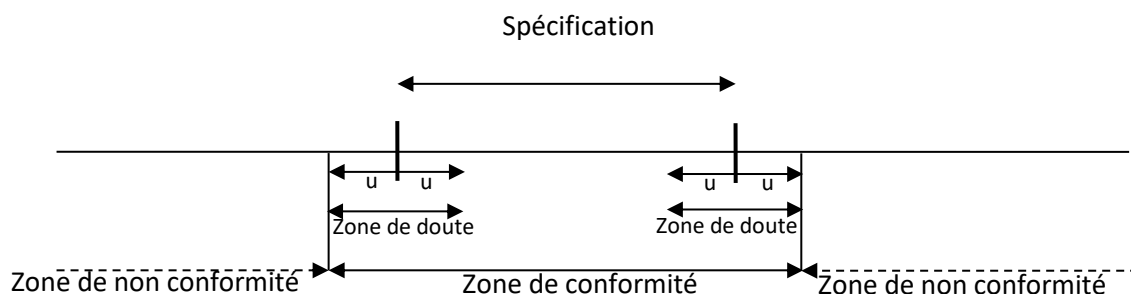 Spécification
u u u u
Zone de doute Zone de doute
Zone de non conformité Zone de conformité Zone de non conformité